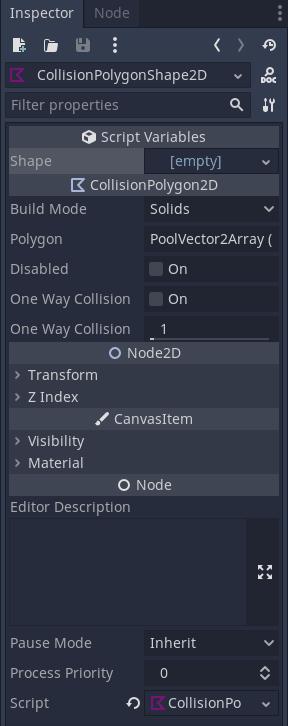 Inspector Node
CollisionPolygonShape2D
Filter properties
Script Variables
Shape [empty]
CollisionPolygon2D
Build Mode Solids
Polygon PoolVector2Array (
Disabled On
One Way Collision On
One Way Collision 1
Node2D
Transform
Z Index
CanvasItem
Visibility
Material
Node
Editor Description
Pause Mode Inherit
Process Priority 0
Script CollisionPo